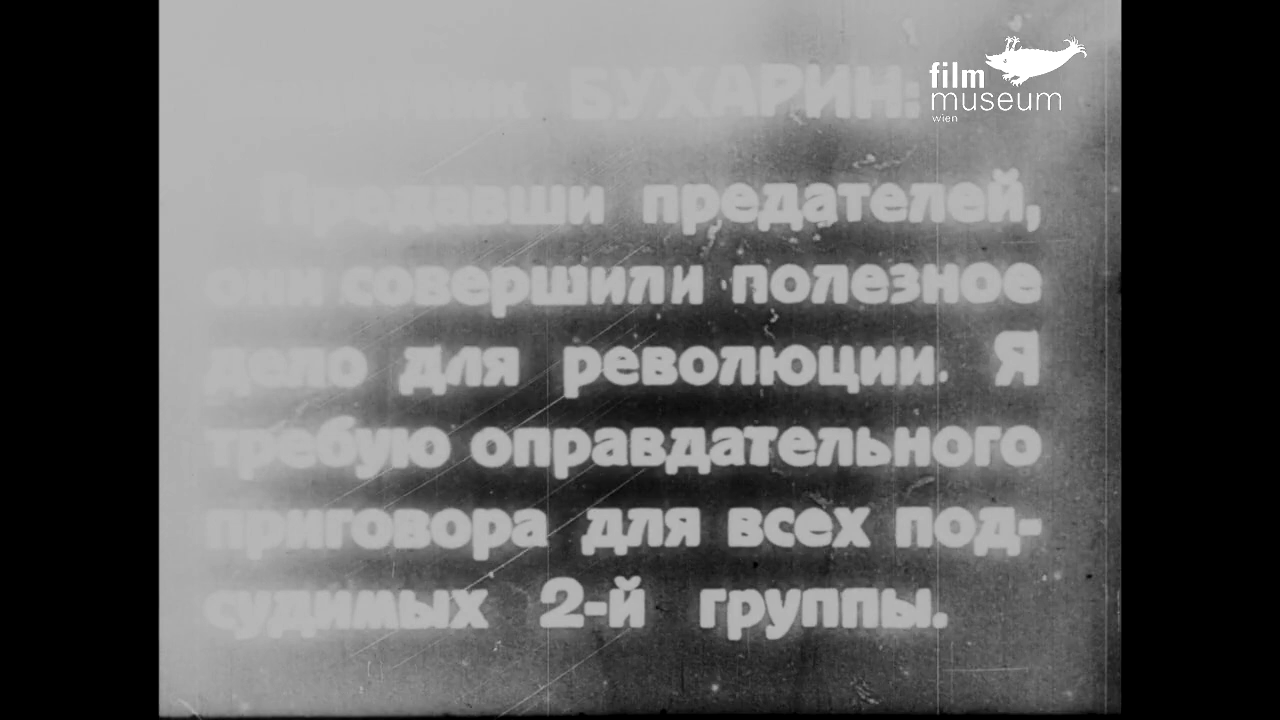 film
museum
wien
БУХАРИН:
Предавши предателей,
они совершили полезное
дело для революции. Я
требую оправдательного
приговора для всех под-
судимых 2-й группы.